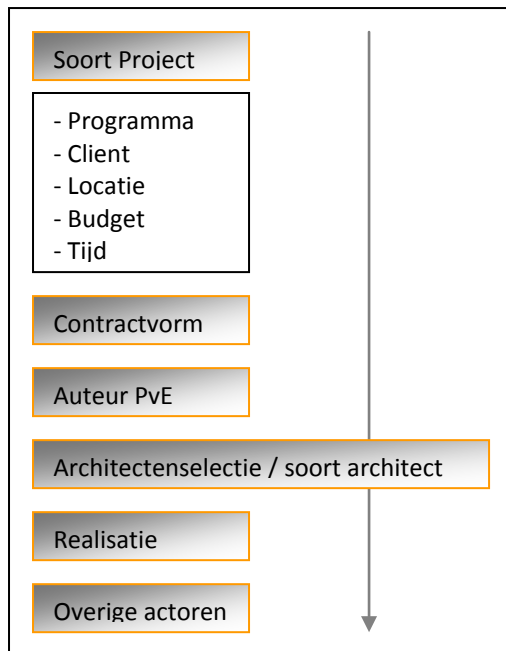 Soort Project
- Programma
- Client
- Locatie
- Budget
- Tijd
Contractvorm
Auteur PvE
Architectenselectie / soort architect
Realisatie
Overige actoren